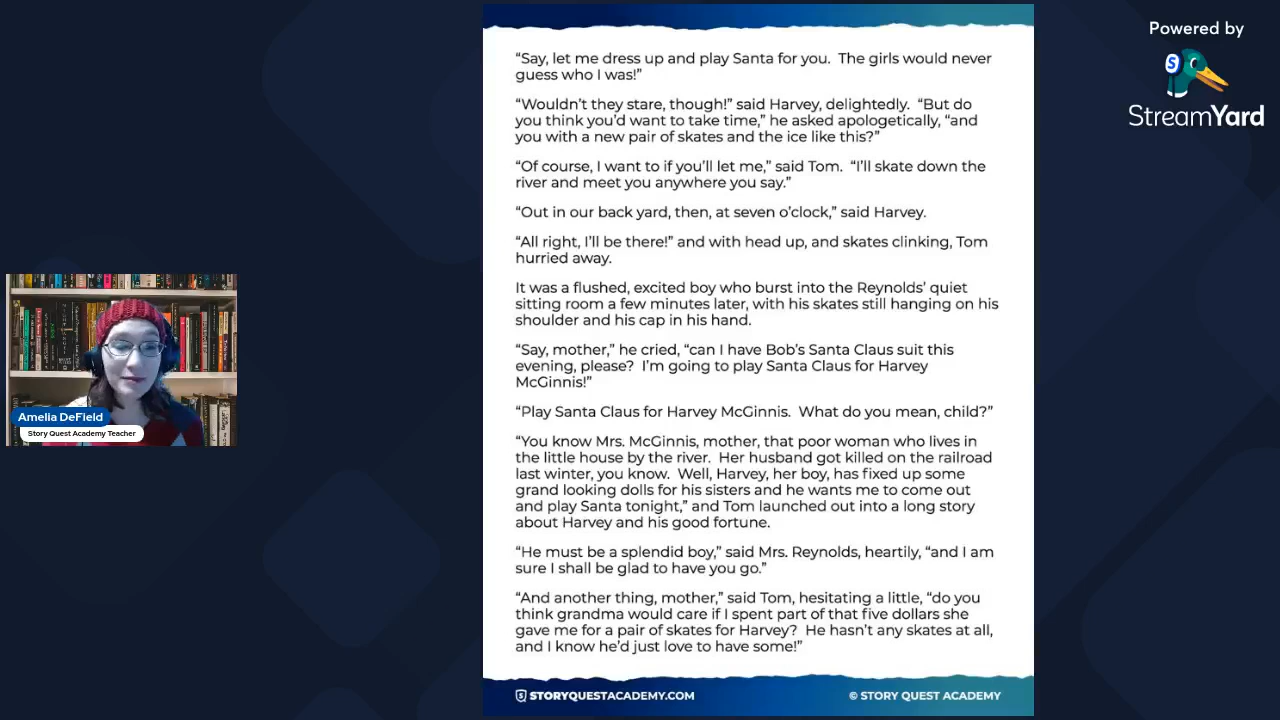 “Say, let me dress up and play Santa for you.  The girls would never
guess who I was!”
“Wouldn’t they stare, though!” said Harvey, delightedly.  “But do
you think you’d want to take time,” he asked apologetically, “and
you with a new pair of skates and the ice like this?”
“Of course, I want to if you’ll let me,” said Tom.  “I’ll skate down the
river and meet you anywhere you say.”
“Out in our back yard, then, at seven o’clock,” said Harvey.
“All right, I’ll be there!” and with head up, and skates clinking, Tom
hurried away.
It was a flushed, excited boy who burst into the Reynolds’ quiet
sitting room a few minutes later, with his skates still hanging on his
shoulder and his cap in his hand.
“Say, mother,” he cried, “can I have Bob’s Santa Claus suit this
evening, please?  I’m going to play Santa Claus for Harvey
McGinnis!”
“Play Santa Claus for Harvey McGinnis.  What do you mean, child?”
“You know Mrs. McGinnis, mother, that poor woman who lives in
the little house by the river.  Her husband got killed on the railroad
last winter, you know.  Well, Harvey, her boy, has fixed up some
grand looking dolls for his sisters and he wants me to come out
and play Santa tonight,” and Tom launched out into a long story
about Harvey and his good fortune.
“He must be a splendid boy,” said Mrs. Reynolds, heartily, “and I am
sure I shall be glad to have you go.”
“And another thing, mother,” said Tom, hesitating a little, “do you
think grandma would care if I spent part of that five dollars she
gave me for a pair of skates for Harvey?  He hasn’t any skates at all,
and I know he’d just love to have some!”
STORYQUESTACADEMY.COM
© STORY QUEST ACADEMY
Amelia DeField
Story Quest Academy Teacher
Powered by
StreamYard